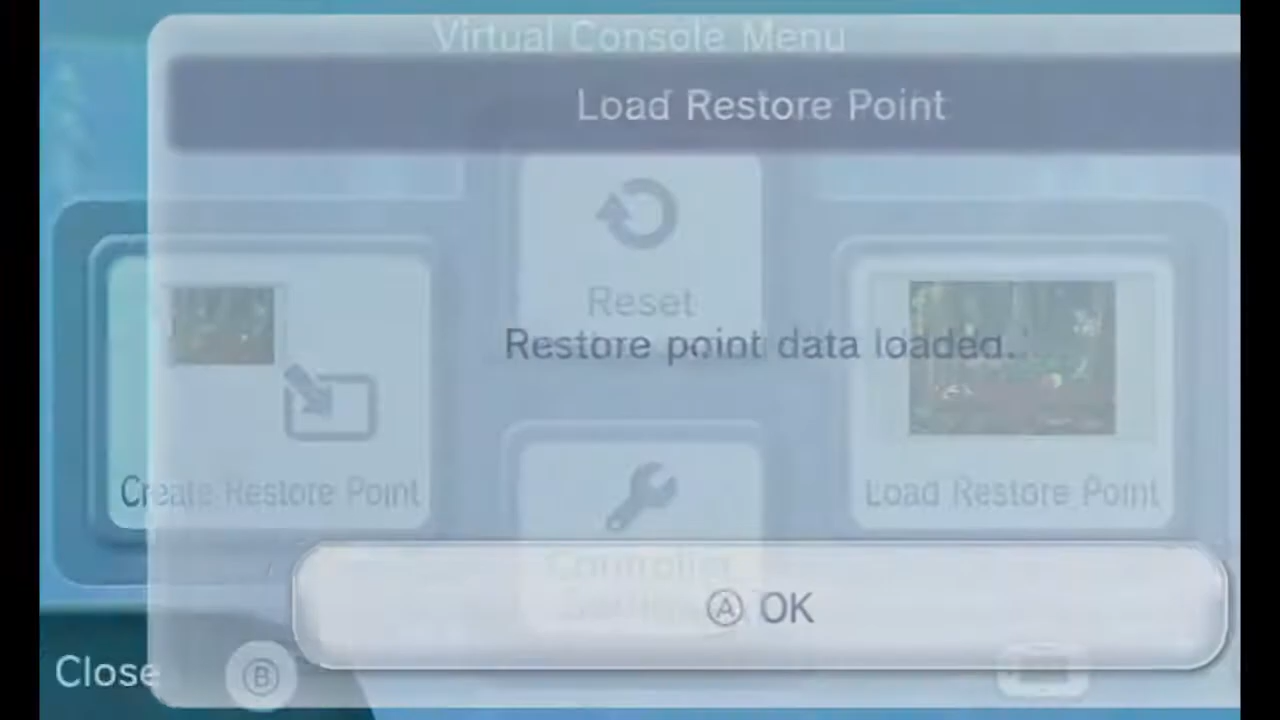 Virtual Console Menu
Load Restore Point
Reset
Restore point data loaded.
Create Restore Point
Load Restore Point
Controller
A OK
Close
B